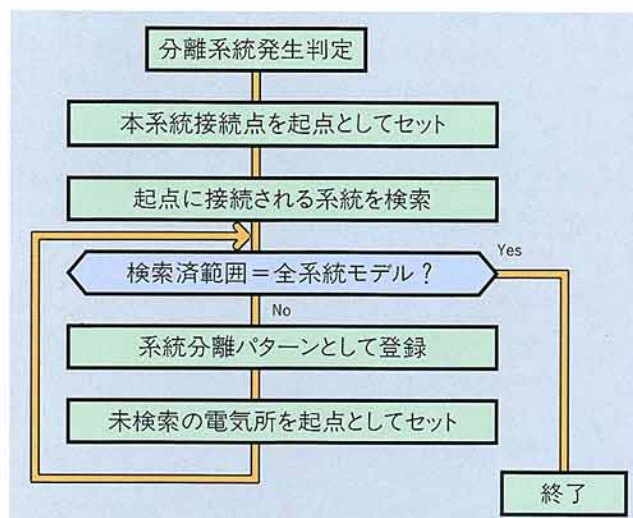 分離系統発生判定
本系統接続点を起点としてセット
起点に接続される系統を検索
検索済範囲＝全系統モデル？
Yes
No
系統分離パターンとして登録
未検索の電気所を起点としてセット
終了